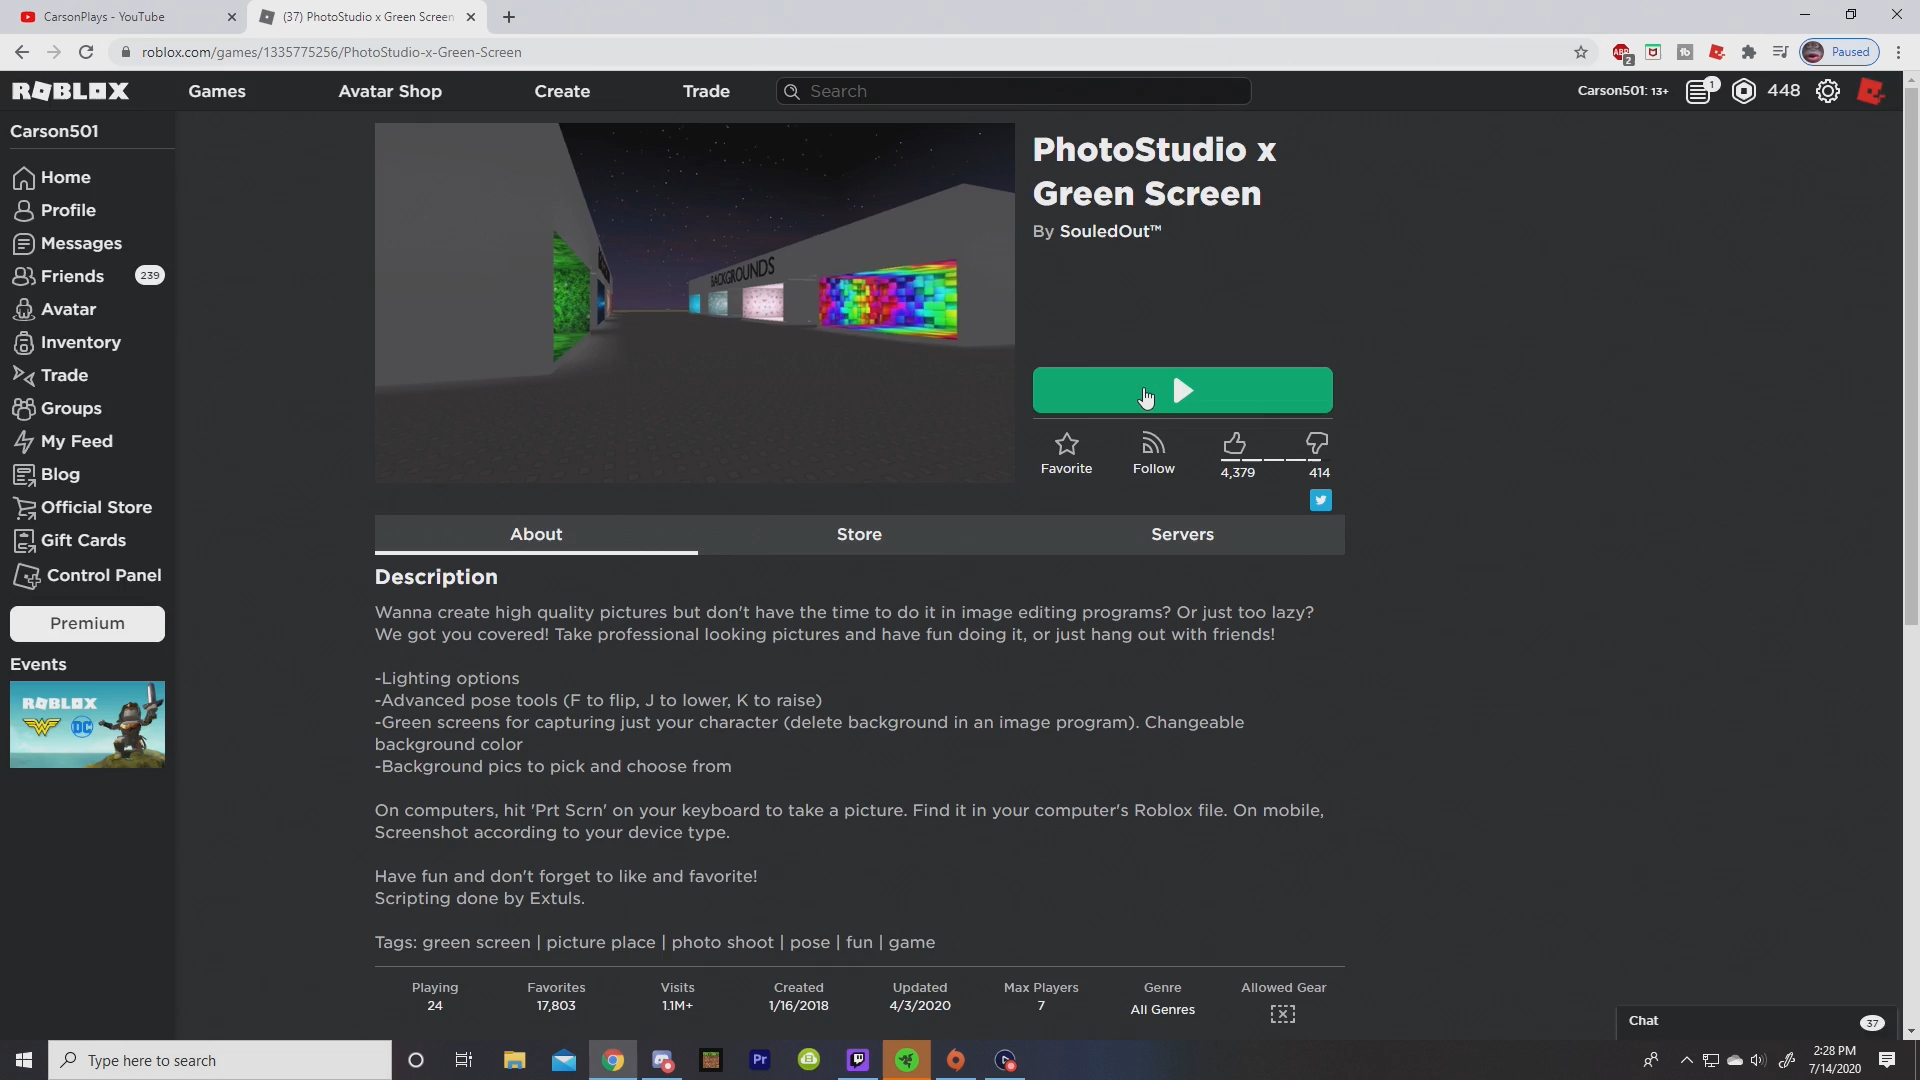 CarsonPlays - YouTube
(37) PhotoStudio x Green Screen
roblox.com/games/1335775256/PhotoStudio-x-Green-Screen
ABP
2
Paused
ROBLOX
Games
Avatar Shop
Create
Trade
Search
Carson501: 13+
1
448
Carson501
Home
Profile
Messages
Friends
239
Avatar
Inventory
Trade
Groups
My Feed
Blog
Official Store
Gift Cards
Control Panel
Premium
Events
ROBLOX
DC
BACKGROUNDS
PhotoStudio x
Green Screen
By SouledOut™
Favorite
Follow
4,379
414
About
Store
Servers
Description
Wanna create high quality pictures but don't have the time to do it in image editing programs? Or just too lazy?
We got you covered! Take professional looking pictures and have fun doing it, or just hang out with friends!
-Lighting options
-Advanced pose tools (F to flip, J to lower, K to raise)
-Green screens for capturing just your character (delete background in an image program). Changeable
background color
-Background pics to pick and choose from
On computers, hit 'Prt Scrn' on your keyboard to take a picture. Find it in your computer's Roblox file. On mobile,
Screenshot according to your device type.
Have fun and don't forget to like and favorite!
Scripting done by Extuls.
Tags: green screen | picture place | photo shoot | pose | fun | game
Playing
24
Favorites
17,803
Visits
1.1M+
Created
1/16/2018
Updated
4/3/2020
Max Players
7
Genre
All Genres
Allowed Gear
Chat
37
Type here to search
Pr
2:28 PM
7/14/2020